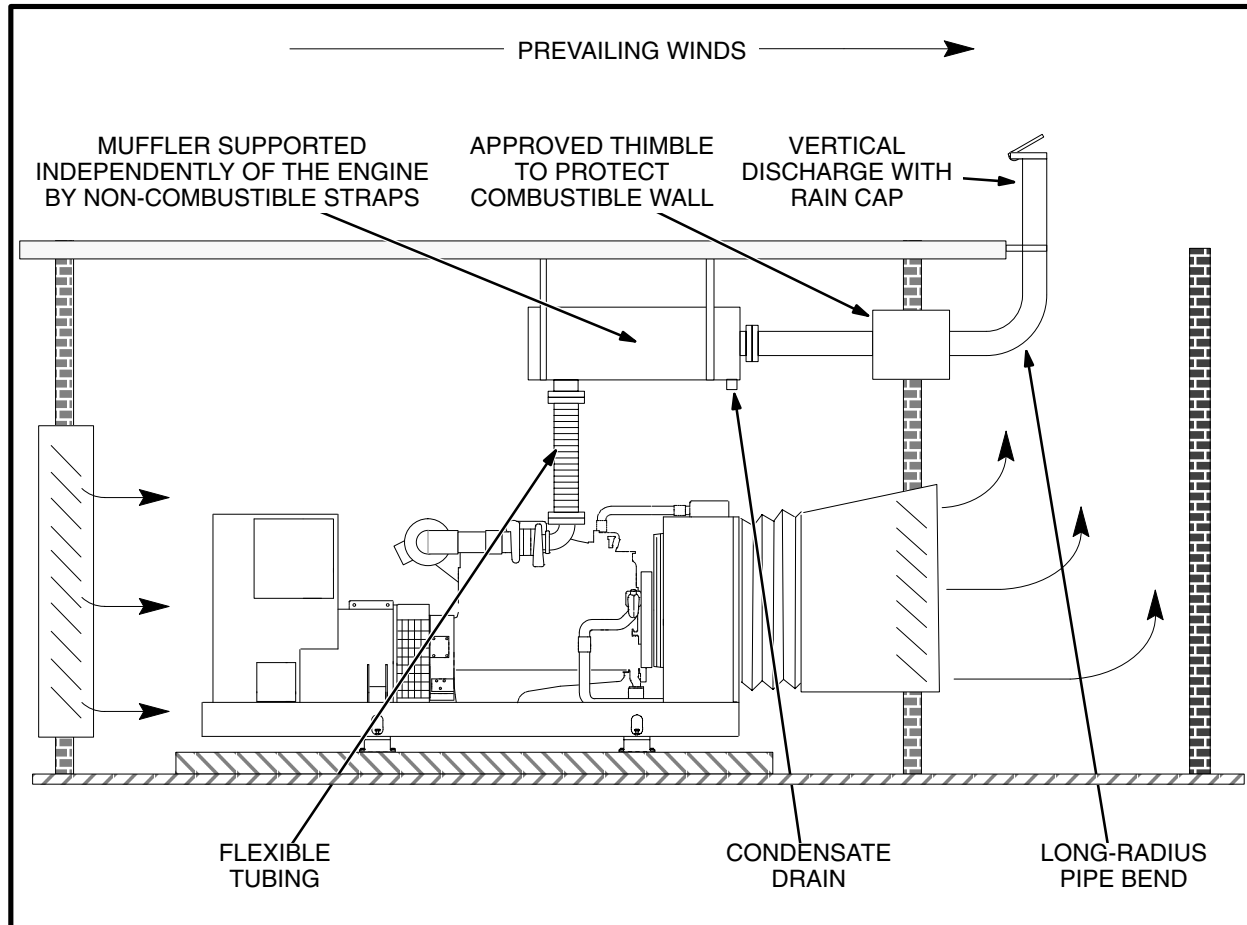 PREVAILING WINDS
MUFFLER SUPPORTED
INDEPENDENTLY OF THE ENGINE
BY NON-COMBUSTIBLE STRAPS
APPROVED THIMBLE
TO PROTECT
COMBUSTIBLE WALL
VERTICAL
DISCHARGE WITH
RAIN CAP
FLEXIBLE
TUBING
CONDENSATE
DRAIN
LONG-RADIUS
PIPE BEND